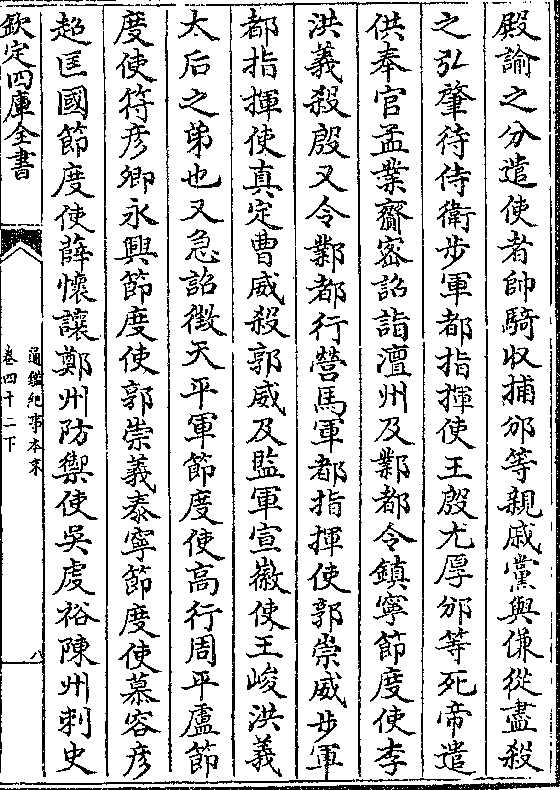 殿諭之分遣使者帥騎収捕邠等親戚黨與傔從盡殺
之弘肇待侍衛步軍都指揮使王殷尤厚邠等死帝遣
供奉官孟業齎密詔詣澶州及鄴都令鎮寧節度使李
洪義殺殷又令鄴都行營馬軍都指揮使郭崇威步軍
都指揮使真定曹威殺郭威及監軍宣徽使王峻洪義
太后之弟也又急詔徴天平軍節度使高行周平盧節
度使符彦卿永興節度使郭崇義泰寧節度使慕容彦
超匡國節度使薛懷讓鄭州防禦使吳虔裕陳州刺史
欽定四庫全書
通鑑紀事本末
卷四十二下
八